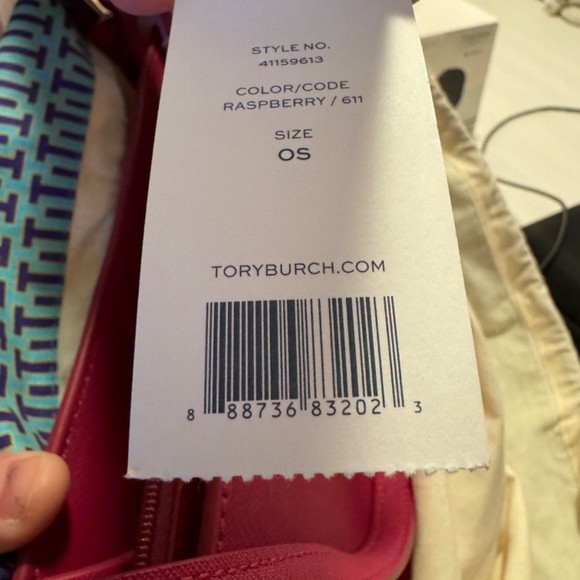 STYLE NO.
41159613
COLOR/CODE
RASPBERRY / 611
SIZE
OS
TORYBURCH.COM
8 88736 83202 3